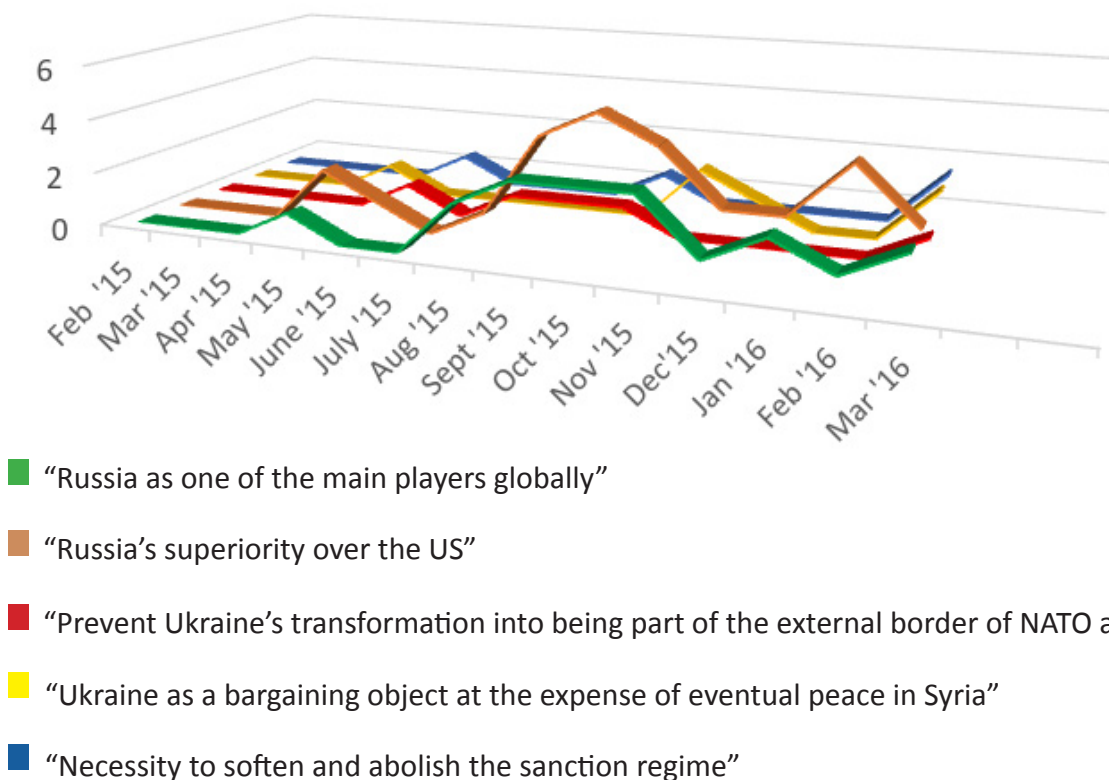 6
4
2
0
Feb '15
Mar '15
Apr '15
May '15
June '15
July '15
Aug '15
Sept '15
Oct '15
Nov '15
Dec'15
Jan '16
Feb '16
Mar '16
“Russia as one of the main players globally”
“Russia’s superiority over the US”
“Prevent Ukraine’s transformation into being part of the external border of NATO a
“Ukraine as a bargaining object at the expense of eventual peace in Syria”
“Necessity to soften and abolish the sanction regime”